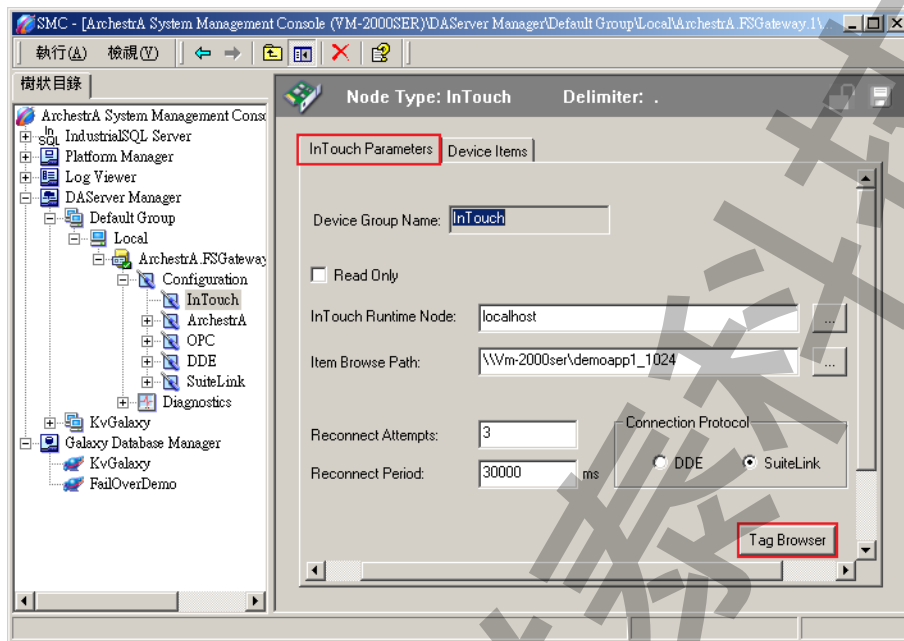 SMC - [ArchestrA System Management Console (VM-2000SER)\DAServer Manager\Default Group\Local\ArchestrA.FSGateway.1\
執行(A) 檢視(V)
樹狀目錄
ArchestrA System Management Conso
IndustrialSQL Server
Platform Manager
Log Viewer
DAServer Manager
Default Group
Local
ArchestrA.FSGateway
Configuration
InTouch
ArchestrA
OPC
DDE
SuiteLink
Diagnostics
KvGalaxy
Galaxy Database Manager
KvGalaxy
FailOverDemo
Node Type: InTouch Delimiter: .
InTouch Parameters Device Items
Device Group Name: InTouch
Read Only
InTouch Runtime Node: localhost ...
Item Browse Path: \\Vm-2000ser\demoapp1_1024 ...
Reconnect Attempts: 3
Connection Protocol
DDE SuiteLink
Reconnect Period: 30000 ms
Tag Browser